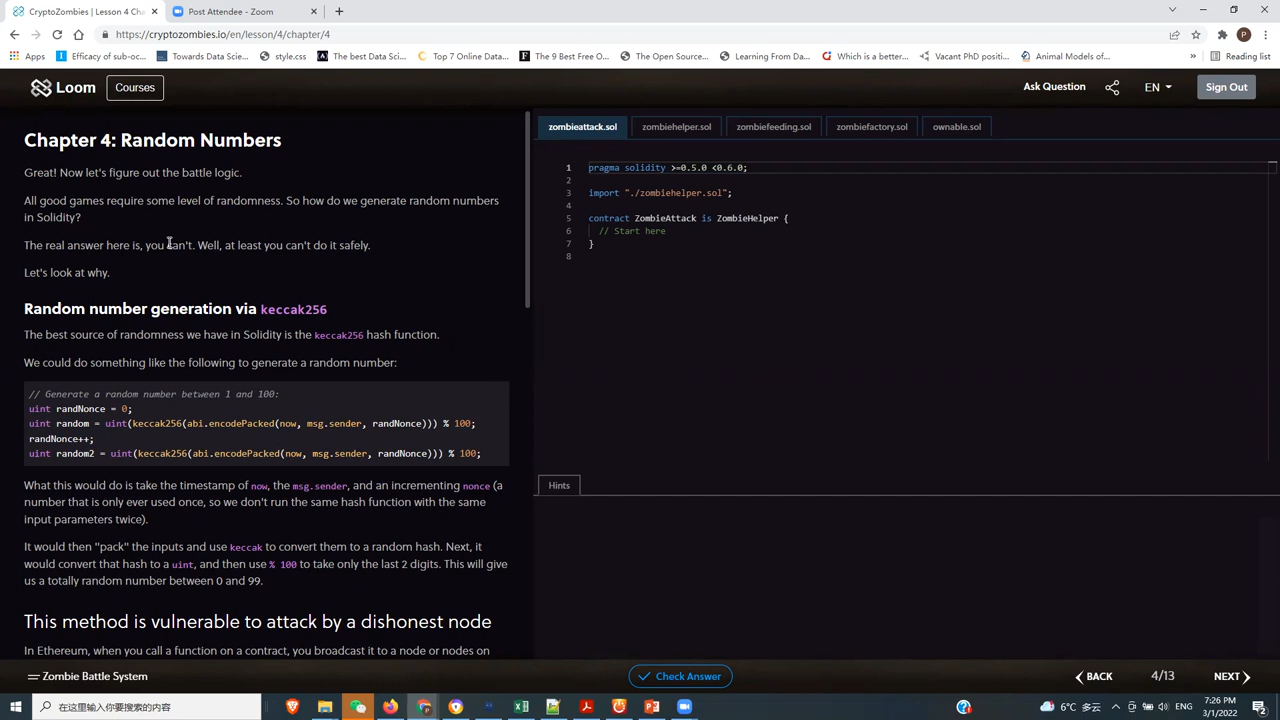 CryptoZombies | Lesson 4 Cha
Post Attendee - Zoom
https://cryptozombies.io/en/lesson/4/chapter/4
P
Apps
Efficacy of sub-oc...
Towards Data Scien...
style.css
The best Data Sci...
Top 7 Online Data...
The 9 Best Free O...
The Open Source...
Learning From Da...
Which is a better...
Vacant PhD positi...
Animal Models of...
»
Reading list
Loom
Courses
Ask Question
EN
Sign Out
Chapter 4: Random Numbers
Great! Now let's figure out the battle logic.
All good games require some level of randomness. So how do we generate random numbers
in Solidity?
The real answer here is, you can't. Well, at least you can't do it safely.
Let's look at why.
Random number generation via keccak256
The best source of randomness we have in Solidity is the keccak256 hash function.
We could do something like the following to generate a random number:
// Generate a random number between 1 and 100:
uint randNonce = 0;
uint random = uint(keccak256(abi.encodePacked(now, msg.sender, randNonce))) % 100;
randNonce++;
uint random2 = uint(keccak256(abi.encodePacked(now, msg.sender, randNonce))) % 100;
What this would do is take the timestamp of now, the msg.sender, and an incrementing nonce (a
number that is only ever used once, so we don't run the same hash function with the same
input parameters twice).
It would then "pack" the inputs and use keccak to convert them to a random hash. Next, it
would convert that hash to a uint, and then use % 100 to take only the last 2 digits. This will give
us a totally random number between 0 and 99.
This method is vulnerable to attack by a dishonest node
In Ethereum, when you call a function on a contract, you broadcast it to a node or nodes on
zombieattack.sol
zombiehelper.sol
zombiefeeding.sol
zombiefactory.sol
ownable.sol
1 pragma solidity >=0.5.0 <0.6.0;
2
3 import "./zombiehelper.sol";
4
5 contract ZombieAttack is ZombieHelper {
6 // Start here
7 }
8
Hints
Zombie Battle System
Check Answer
BACK
4/13
NEXT
在这里输入你要搜索的内容
6°C 多云
7:26 PM
3/1/2022